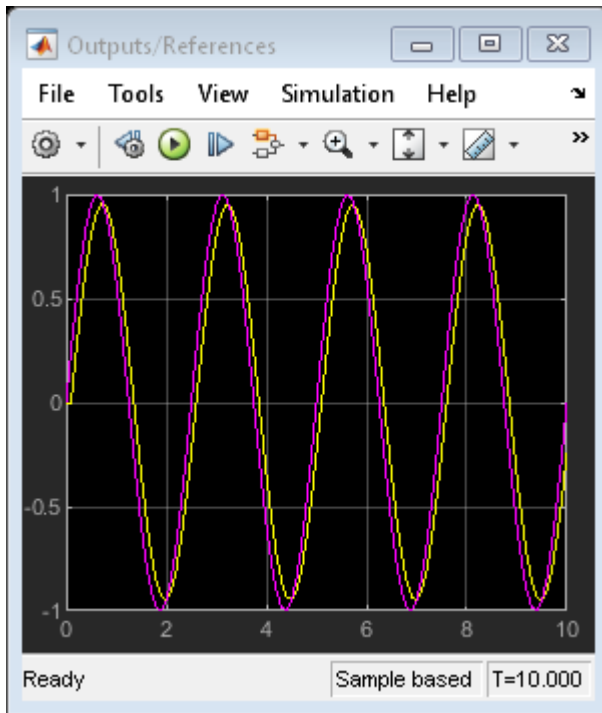 Outputs/References
File Tools View Simulation Help
1
0.5
0
-0.5
-1
0 2 4 6 8 10
Ready Sample based T=10.000